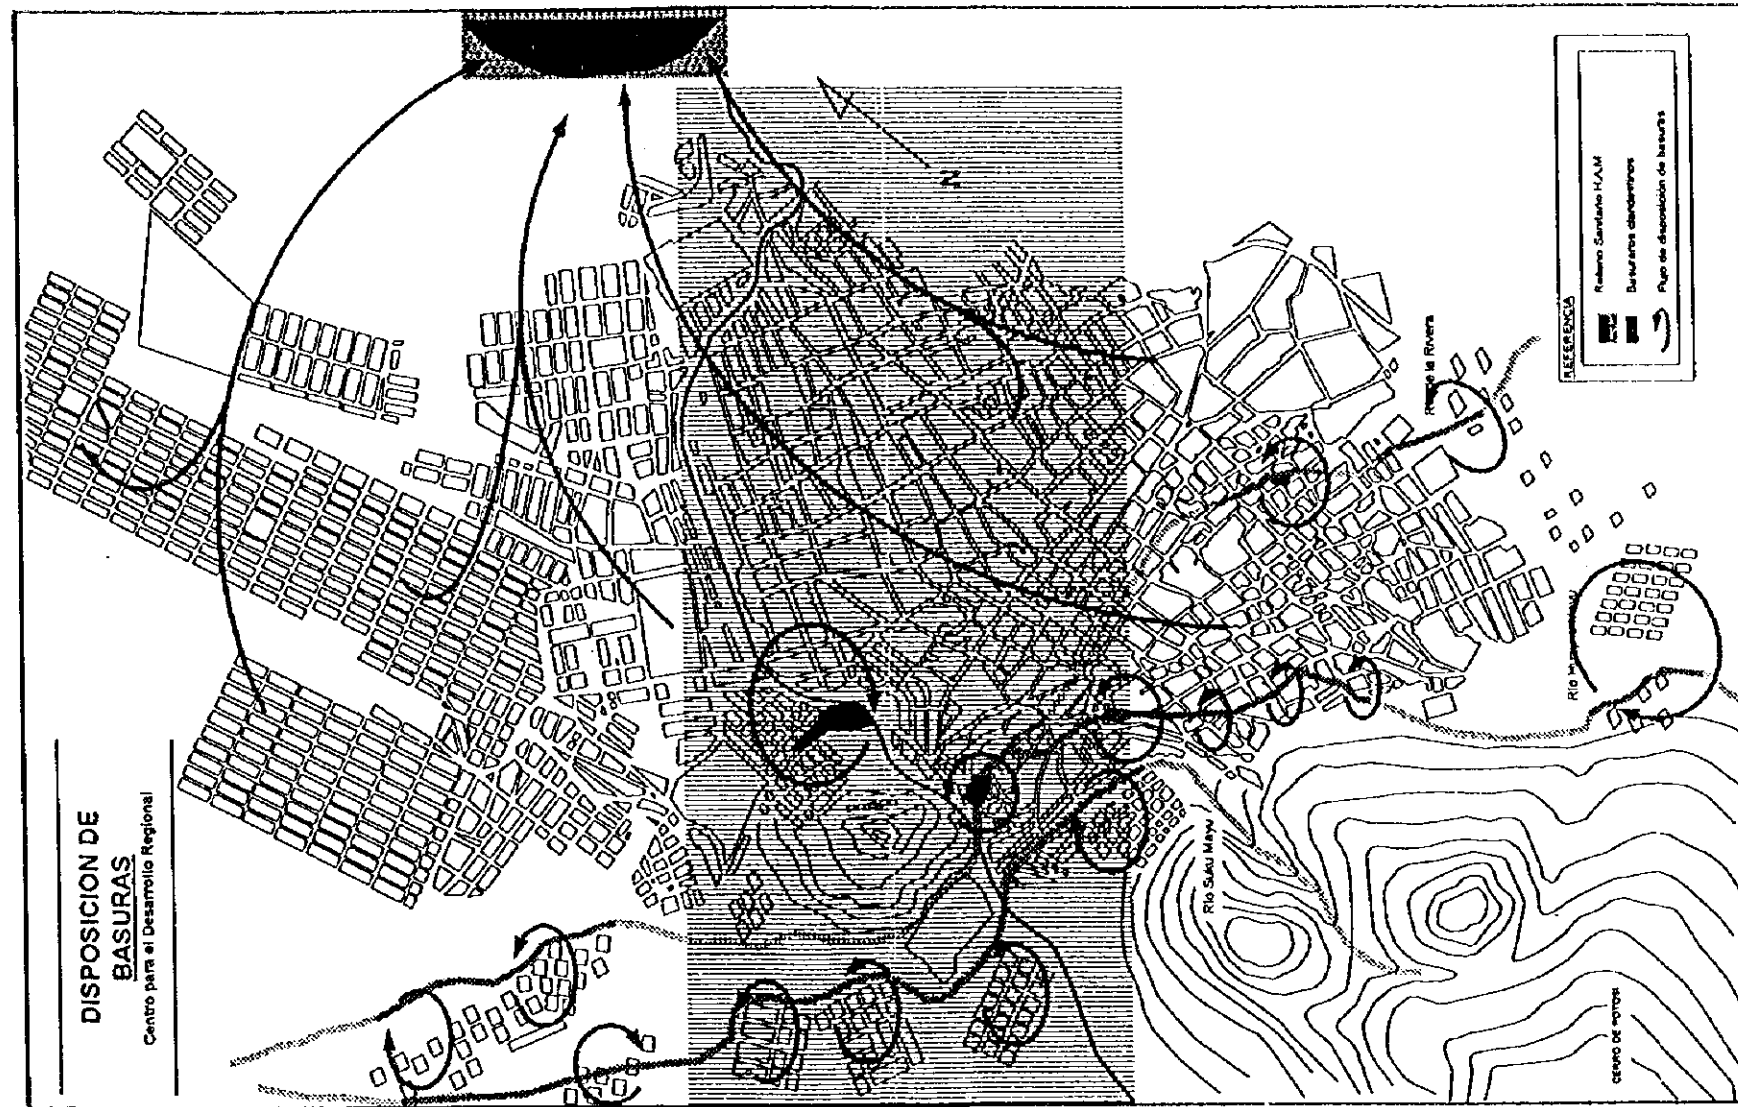 DISPOSICION DE
BASURAS
Centro para el Desarrollo Regional
N
REFERENCIA
Relleno Sanitario H.A.M
Basurales clandestinos
Flujo de disposición de basuras
la Rivera
Río
Río Suku Mayu
CERRO DE POTOSI